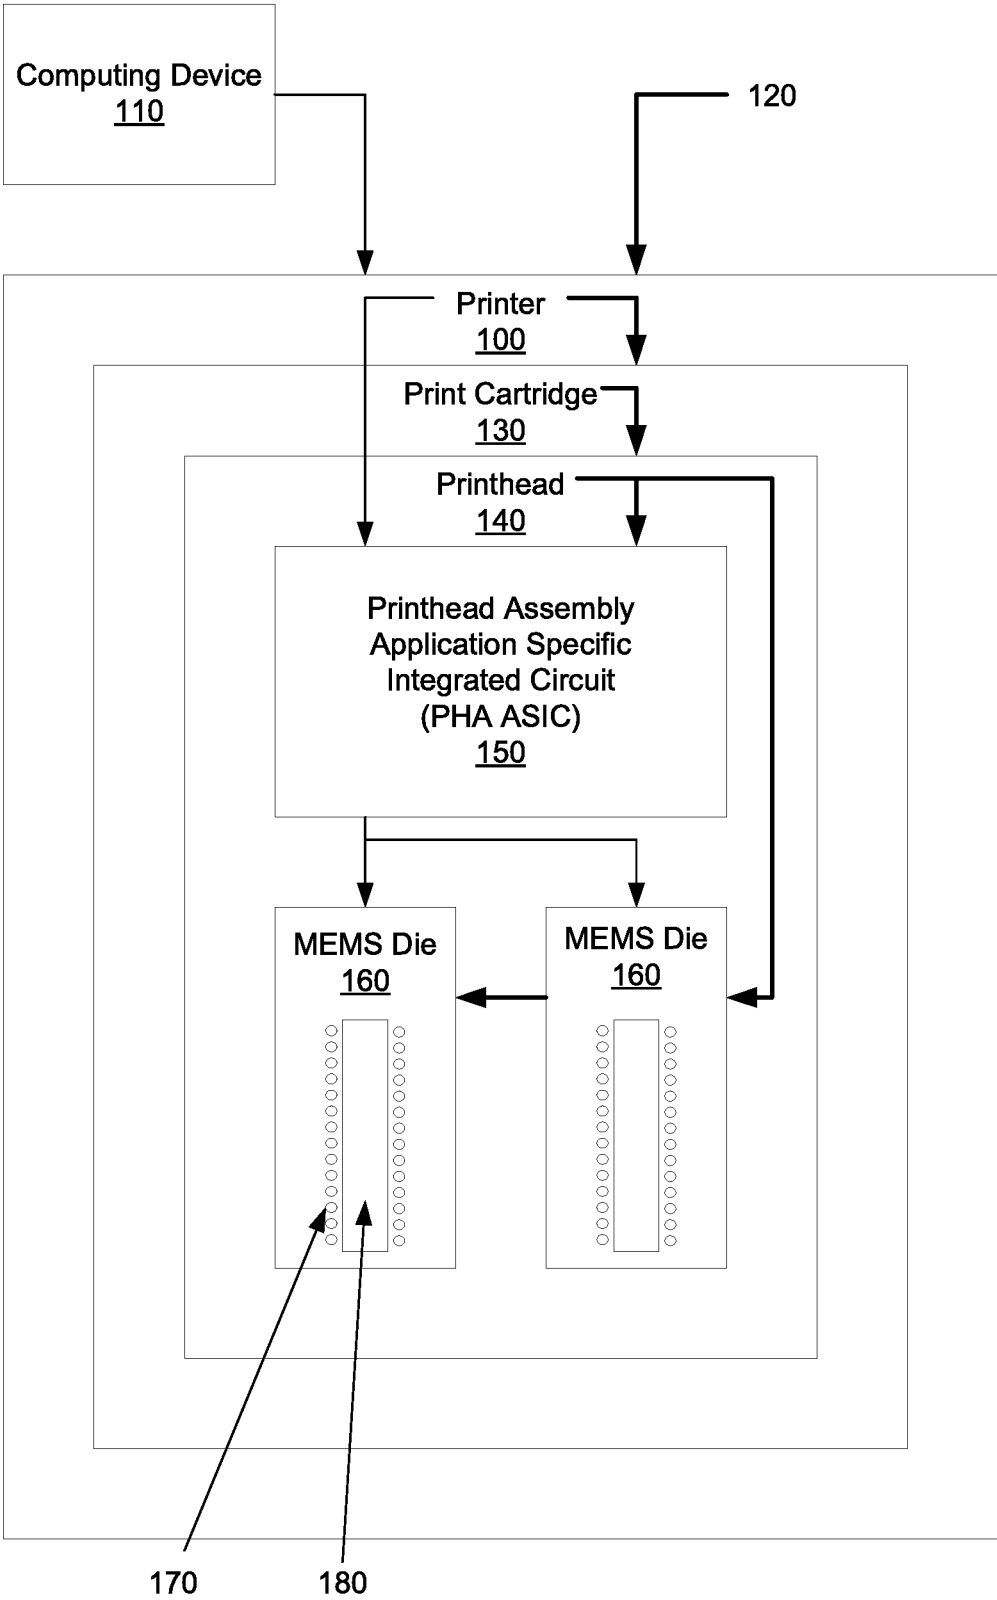 Computing Device
110
120
Printer
100
Print Cartridge
130
Printhead
140
Printhead Assembly
Application Specific
Integrated Circuit
(PHA ASIC)
150
MEMS Die
160
MEMS Die
160
170
180